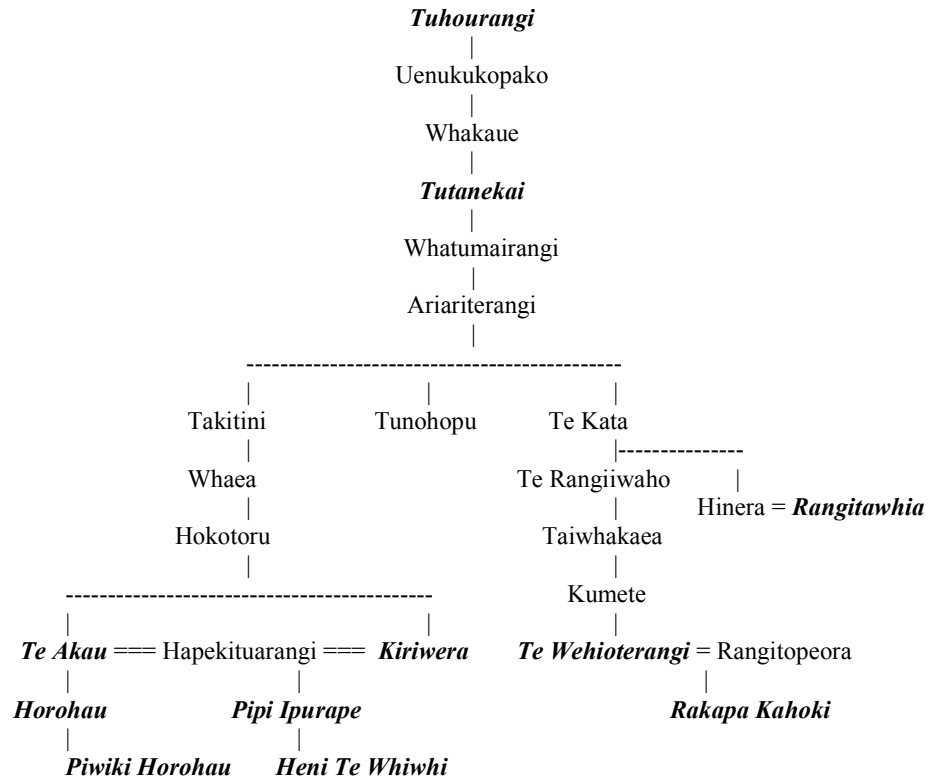 Tuhourangi
|
Uenukukopako
|
Whakaue
|
Tutanekai
|
Whatumairangi
|
Ariariterangi
|
--------------------------------------------
| | |
Takitini Tunohopu Te Kata
| |---------------
Whaea Te Rangiiwaho |
| | Hinera = Rangitawhia
Hokotoru Taiwhakaea
| |
------------------------------------------- Kumete
| | |
Te Akau === Hapekituarangi === Kiriwera Te Wehioterangi = Rangitopeora
| | |
Horohau Pipi Ipurape Rakapa Kahoki
| |
Piwiki Horohau Heni Te Whiwhi